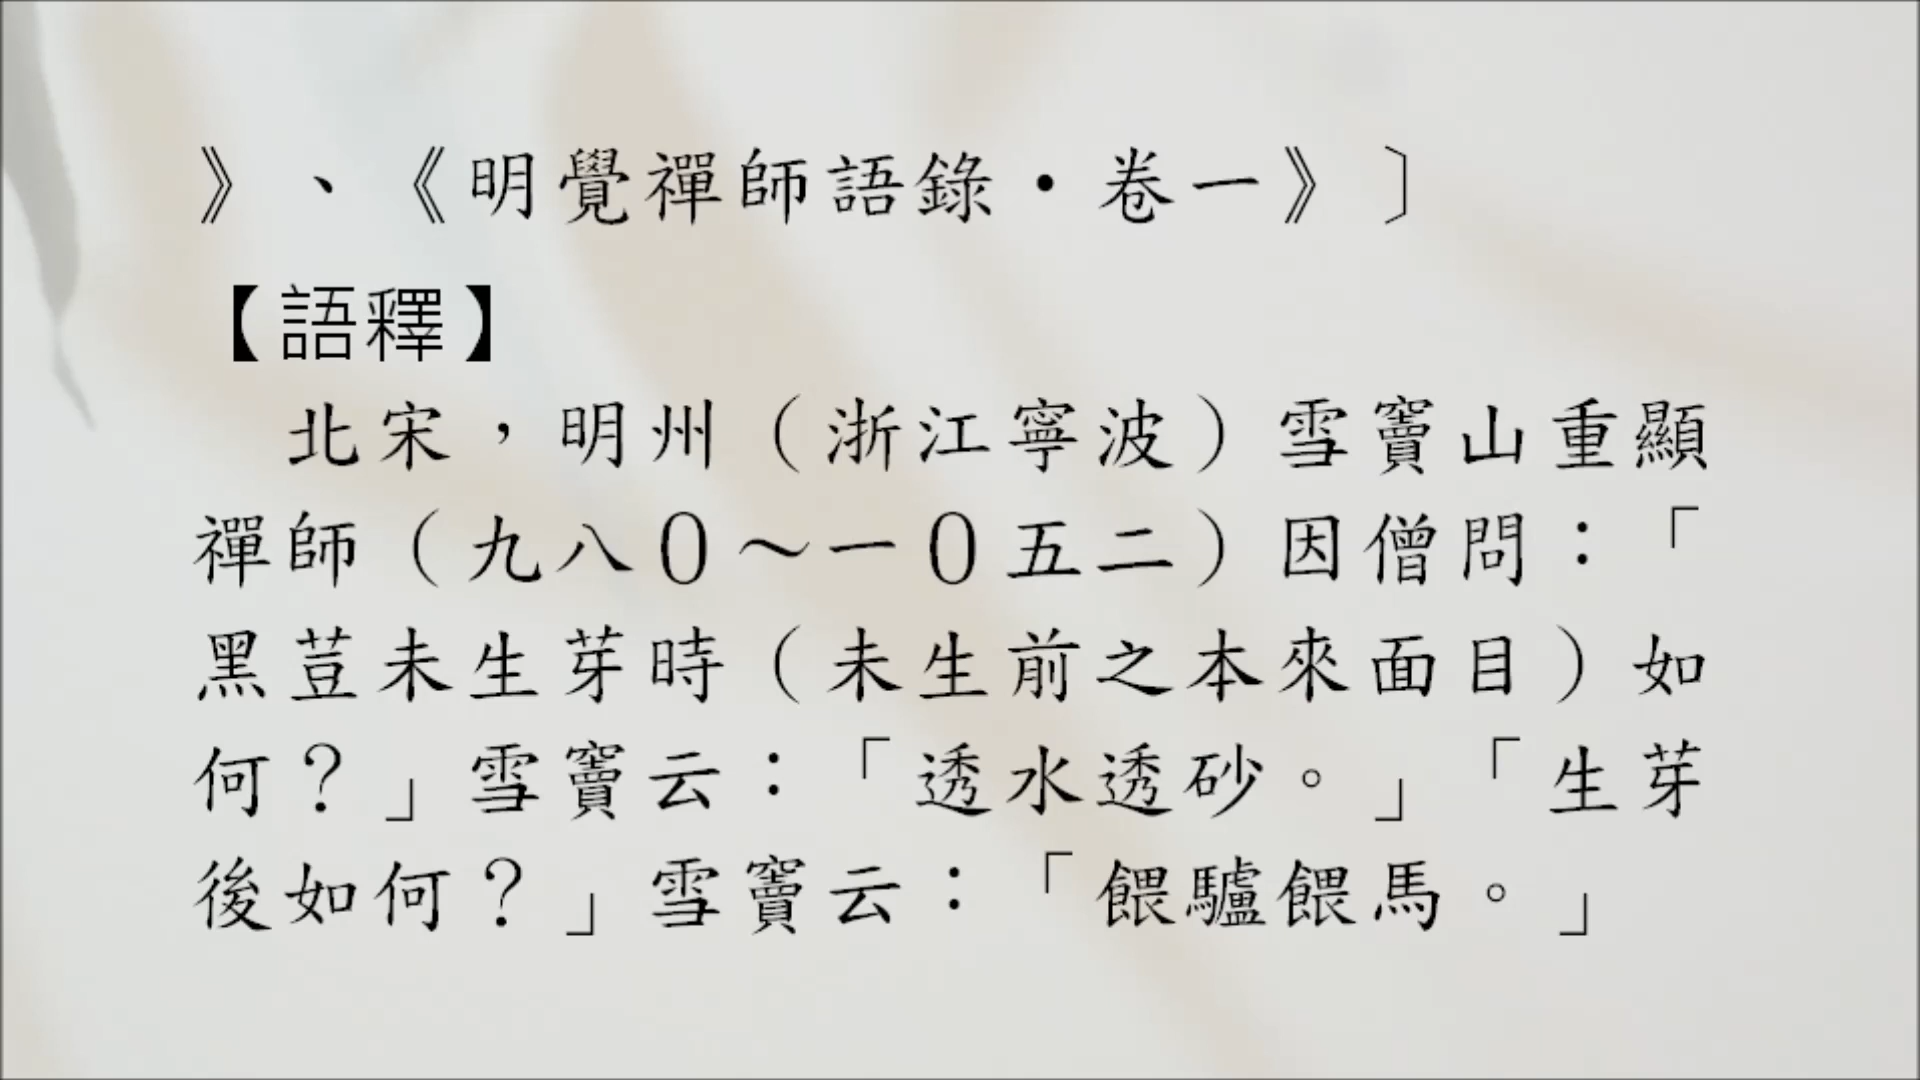 》、《明覺禪師語錄・卷一》〕
【語釋】
北宋，明州（浙江寧波）雪竇山重顯
禪師（九八０～一０五二）因僧問：「
黑荳未生芽時（未生前之本來面目）如
何？」雪竇云：「透水透砂。」「生芽
後如何？」雪竇云：「餵驢餵馬。」